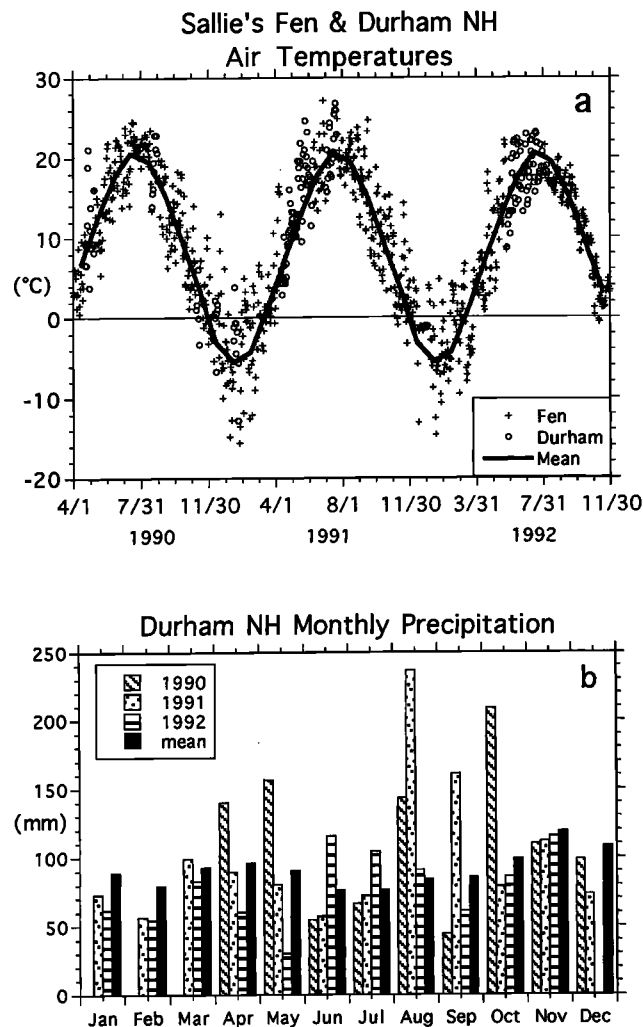 Sallie's Fen & Durham NH
Air Temperatures
a
30
20
10
(°C)
0
-10
-20
+ Fen
o Durham
Mean
4/1 7/31 11/30 4/1 8/1 11/30 3/31 7/31 11/30
1990 1991 1992
Durham NH Monthly Precipitation
b
250
200
150
(mm)
100
50
0
1990
1991
1992
mean
Jan Feb Mar Apr May Jun Jul Aug Sep Oct Nov Dec